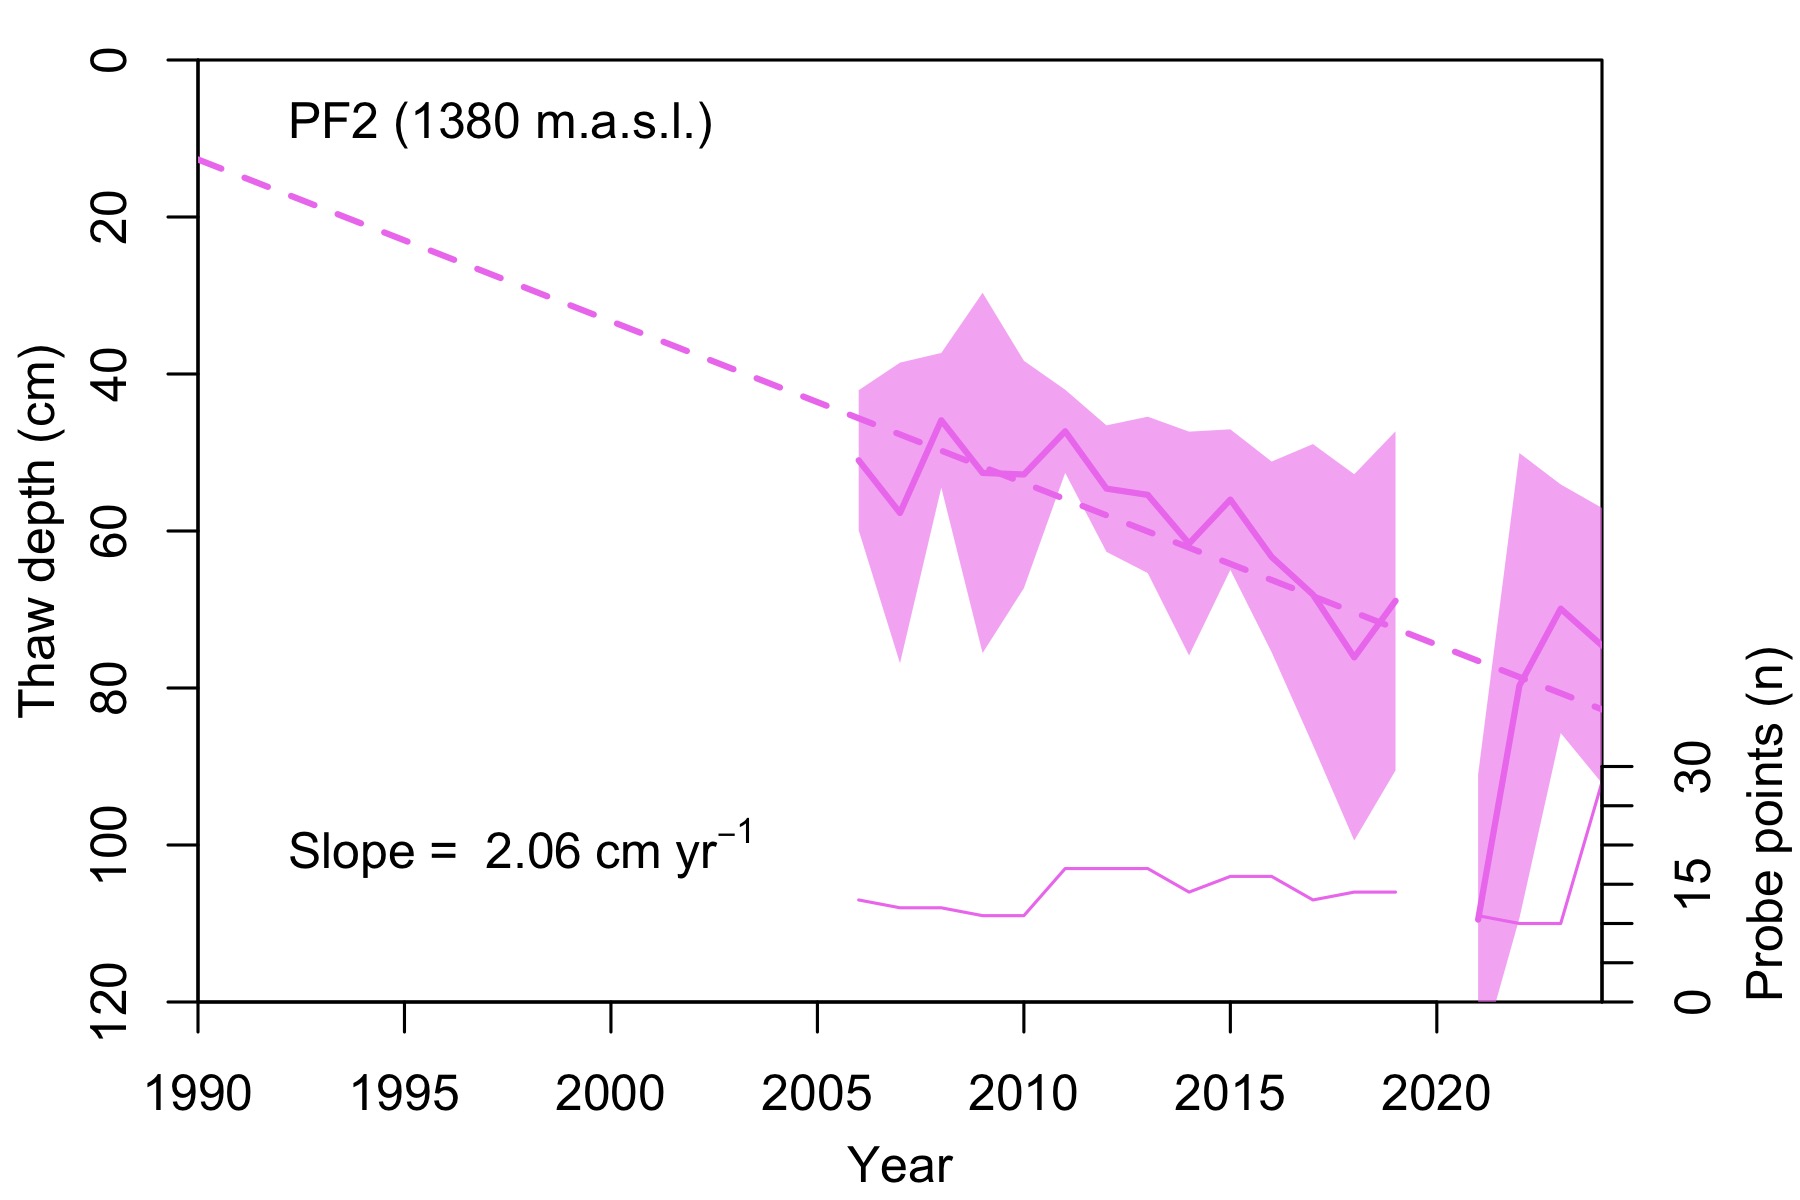 PF2 (1380 m.a.s.l.)
Slope = 2.06 cm yr⁻¹
Thaw depth (cm)
0
20
40
60
80
100
120
Probe points (n)
30
15
0
1990 1995 2000 2005 2010 2015 2020
Year